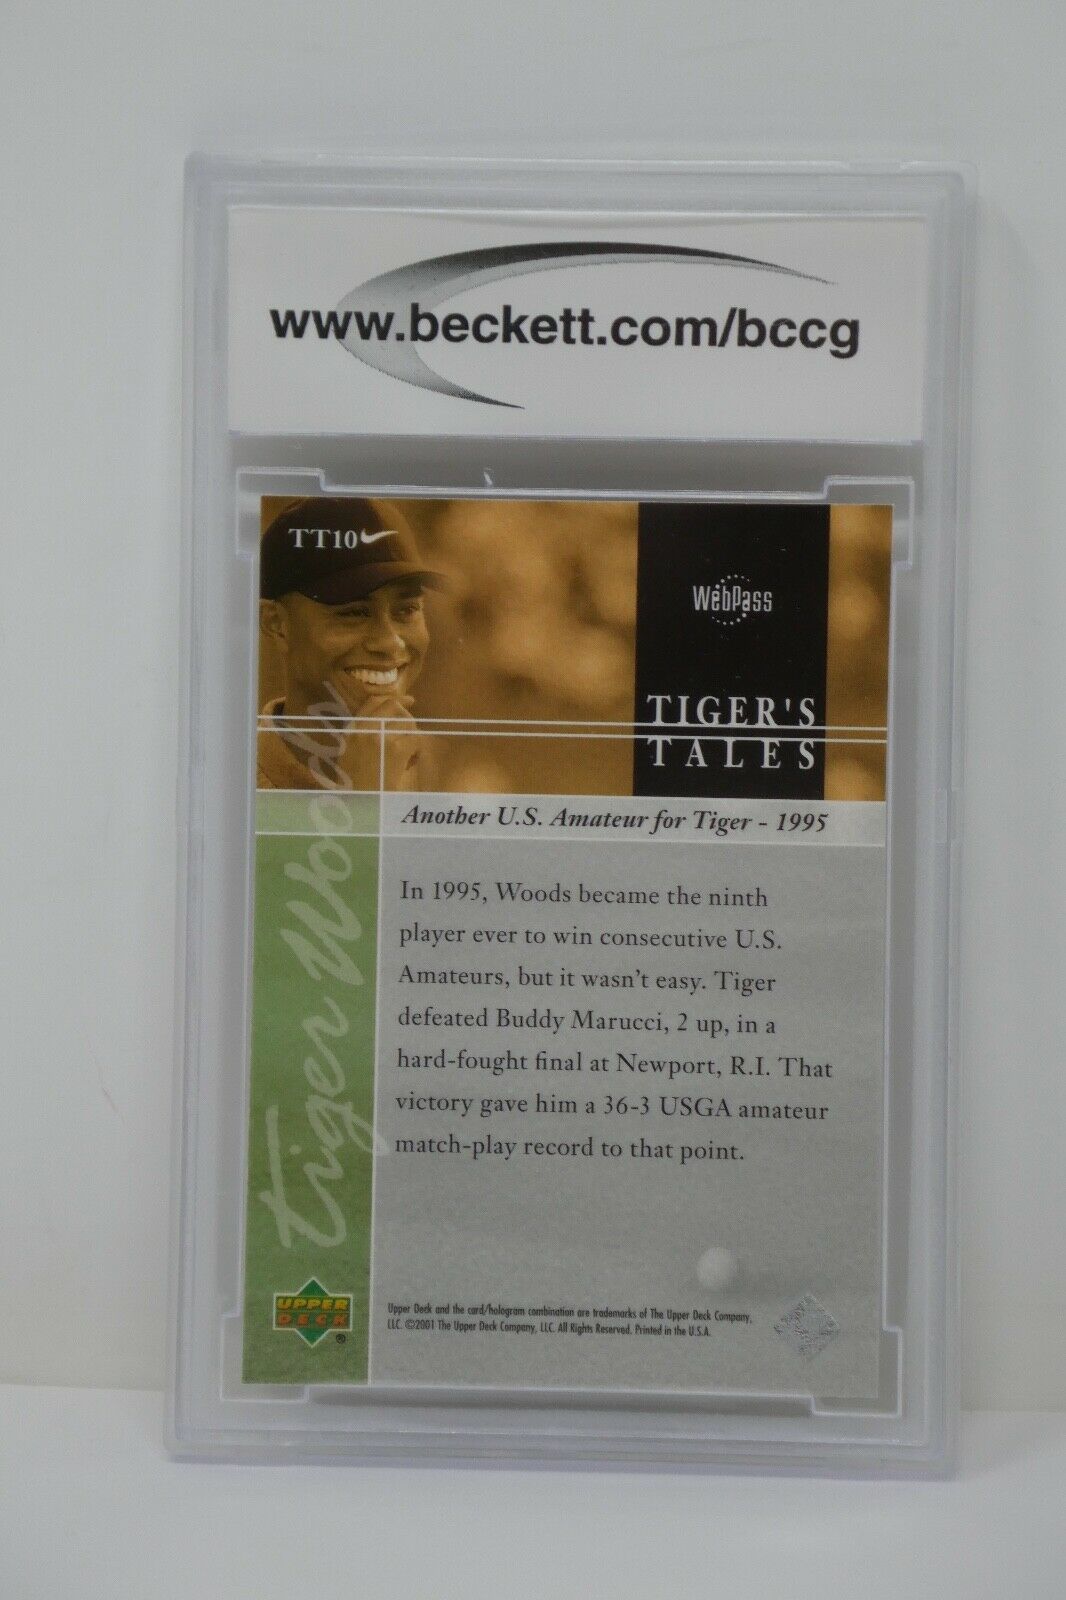 www.beckett.com/bccg
TT10
WebPass
TIGER'S
TALES
Another U.S. Amateur for Tiger - 1995
In 1995, Woods became the ninth
player ever to win consecutive U.S.
Amateurs, but it wasn't easy. Tiger
defeated Buddy Marucci, 2 up, in a
hard-fought final at Newport, R.I. That
victory gave him a 36-3 USGA amateur
match-play record to that point.
Tiger Woods
UPPER
DECK
®
Upper Deck and the card/hologram combination are trademarks of The Upper Deck Company,
LLC. ©2001 The Upper Deck Company, LLC. All Rights Reserved. Printed in the U.S.A.